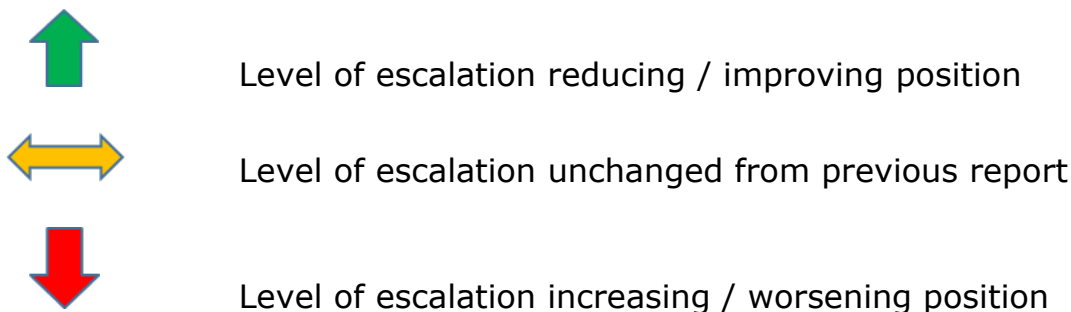 Level of escalation reducing / improving position
Level of escalation unchanged from previous report
Level of escalation increasing / worsening position